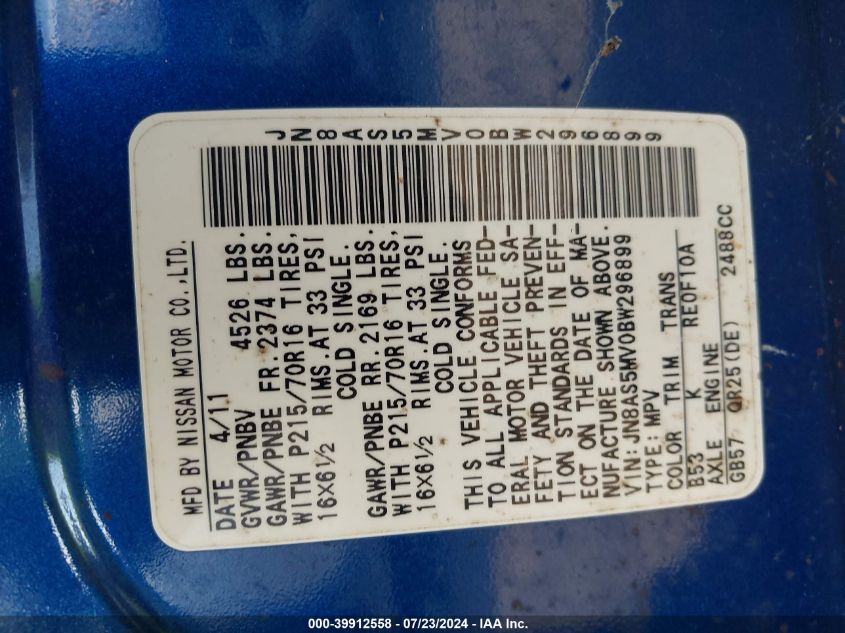 MFD BY NISSAN MOTOR CO.,LTD.
DATE 4/11
GVWR/PNBV 4526 LBS.
GAWR/PNBE FR.2374 LBS.
WITH P215/70R16 TIRES,
16X6½ RIMS.AT 33 PSI
COLD SINGLE.
GAWR/PNBE RR.2169 LBS.
WITH P215/70R16 TIRES,
16X6½ RIMS.AT 33 PSI
COLD SINGLE.
THIS VEHICLE CONFORMS
TO ALL APPLICABLE FED-
ERAL MOTOR VEHICLE SA-
FETY AND THEFT PREVEN-
TION STANDARDS IN EFF-
ECT ON THE DATE OF MA-
NUFACTURE SHOWN ABOVE.
VIN:JN8AS5MV0BW296899
TYPE:MPV
COLOR TRIM TRANS
B53 K RE0F10A
AXLE ENGINE
GB57 QR25(DE) 2488CC
JN8AS5MV0BW296899
000-39912558 - 07/23/2024 - IAA Inc.